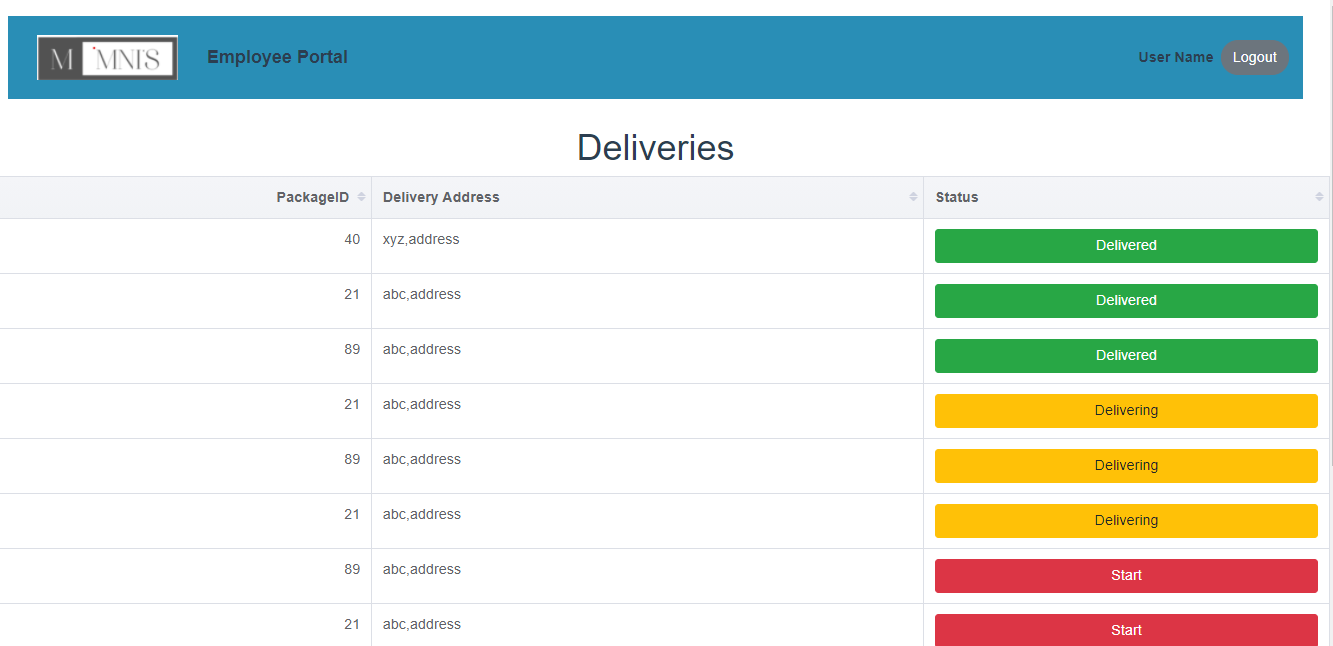 M MNI'S
Employee Portal
User Name Logout
Deliveries
PackageID Delivery Address Status
40 xyz,address Delivered
21 abc,address Delivered
89 abc,address Delivered
21 abc,address Delivering
89 abc,address Delivering
21 abc,address Delivering
89 abc,address Start
21 abc,address Start